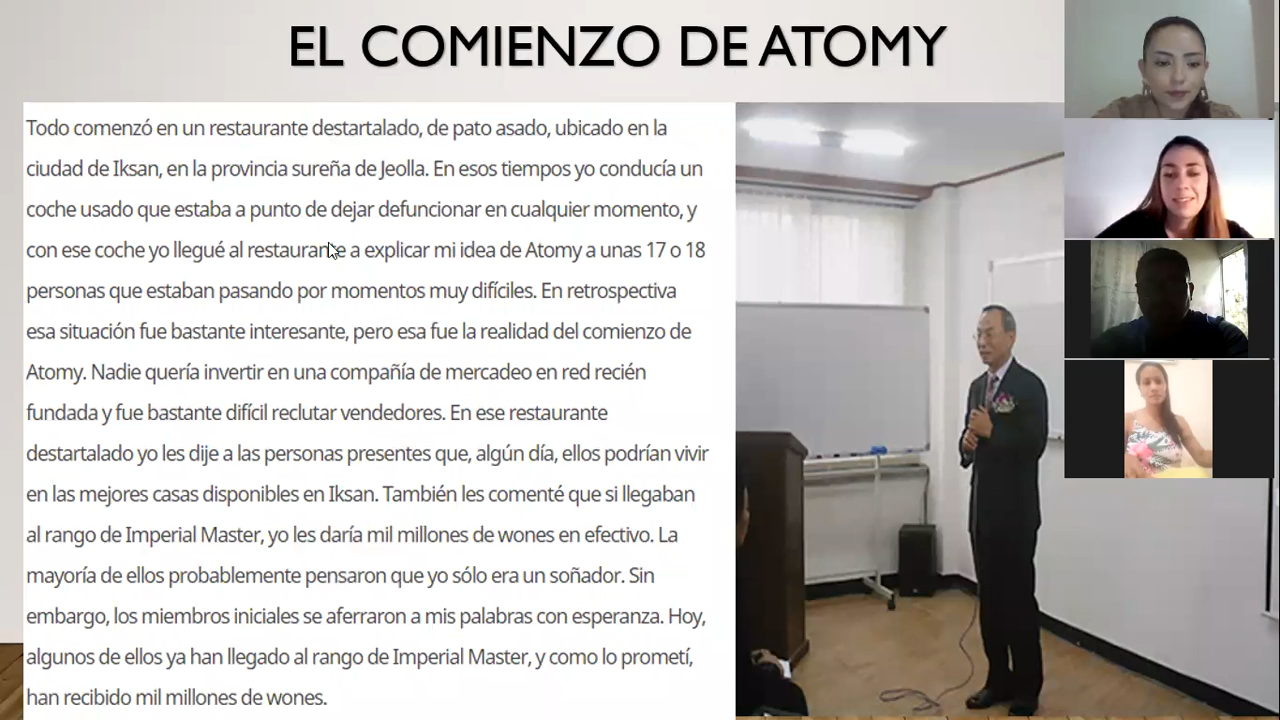 EL COMIENZO DE ATOMY
Todo comenzó en un restaurante destartalado, de pato asado, ubicado en la
ciudad de Iksan, en la provincia sureña de Jeolla. En esos tiempos yo conducía un
coche usado que estaba a punto de dejar defuncionar en cualquier momento, y
con ese coche yo llegué al restaurante a explicar mi idea de Atomy a unas 17 o 18
personas que estaban pasando por momentos muy difíciles. En retrospectiva
esa situación fue bastante interesante, pero esa fue la realidad del comienzo de
Atomy. Nadie quería invertir en una compañía de mercadeo en red recién
fundada y fue bastante difícil reclutar vendedores. En ese restaurante
destartalado yo les dije a las personas presentes que, algún día, ellos podrían vivir
en las mejores casas disponibles en Iksan. También les comenté que si llegaban
al rango de Imperial Master, yo les daría mil millones de wones en efectivo. La
mayoría de ellos probablemente pensaron que yo sólo era un soñador. Sin
embargo, los miembros iniciales se aferraron a mis palabras con esperanza. Hoy,
algunos de ellos ya han llegado al rango de Imperial Master, y como lo prometí,
han recibido mil millones de wones.